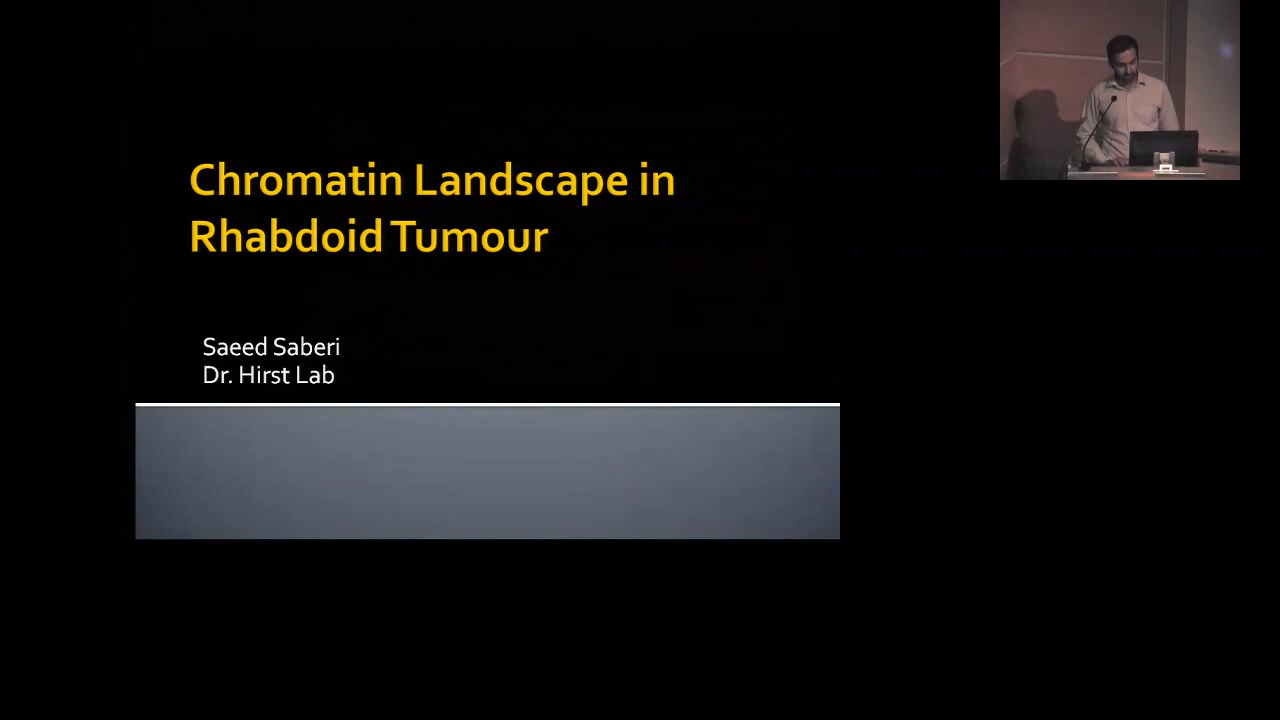 Chromatin Landscape in
Rhabdoid Tumour
Saeed Saberi
Dr. Hirst Lab